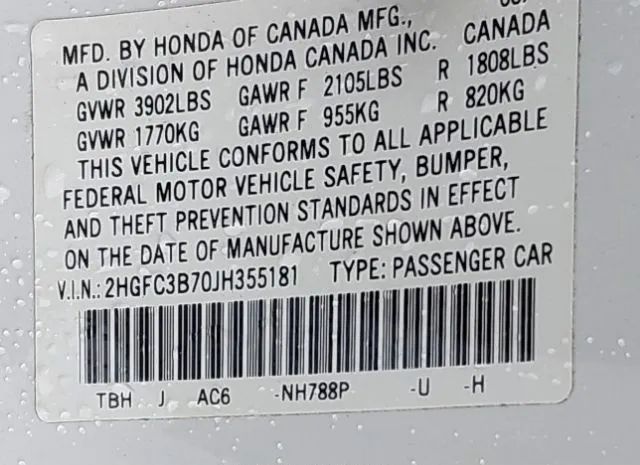 MFD. BY HONDA OF CANADA MFG.,
A DIVISION OF HONDA CANADA INC. CANADA
GVWR 3902LBS GAWR F 2105LBS R 1808LBS
GVWR 1770KG GAWR F 955KG R 820KG
THIS VEHICLE CONFORMS TO ALL APPLICABLE
FEDERAL MOTOR VEHICLE SAFETY, BUMPER,
AND THEFT PREVENTION STANDARDS IN EFFECT
ON THE DATE OF MANUFACTURE SHOWN ABOVE.
V.I.N.: 2HGFC3B70JH355181 TYPE: PASSENGER CAR
TBH J AC6 -NH788P -U -H